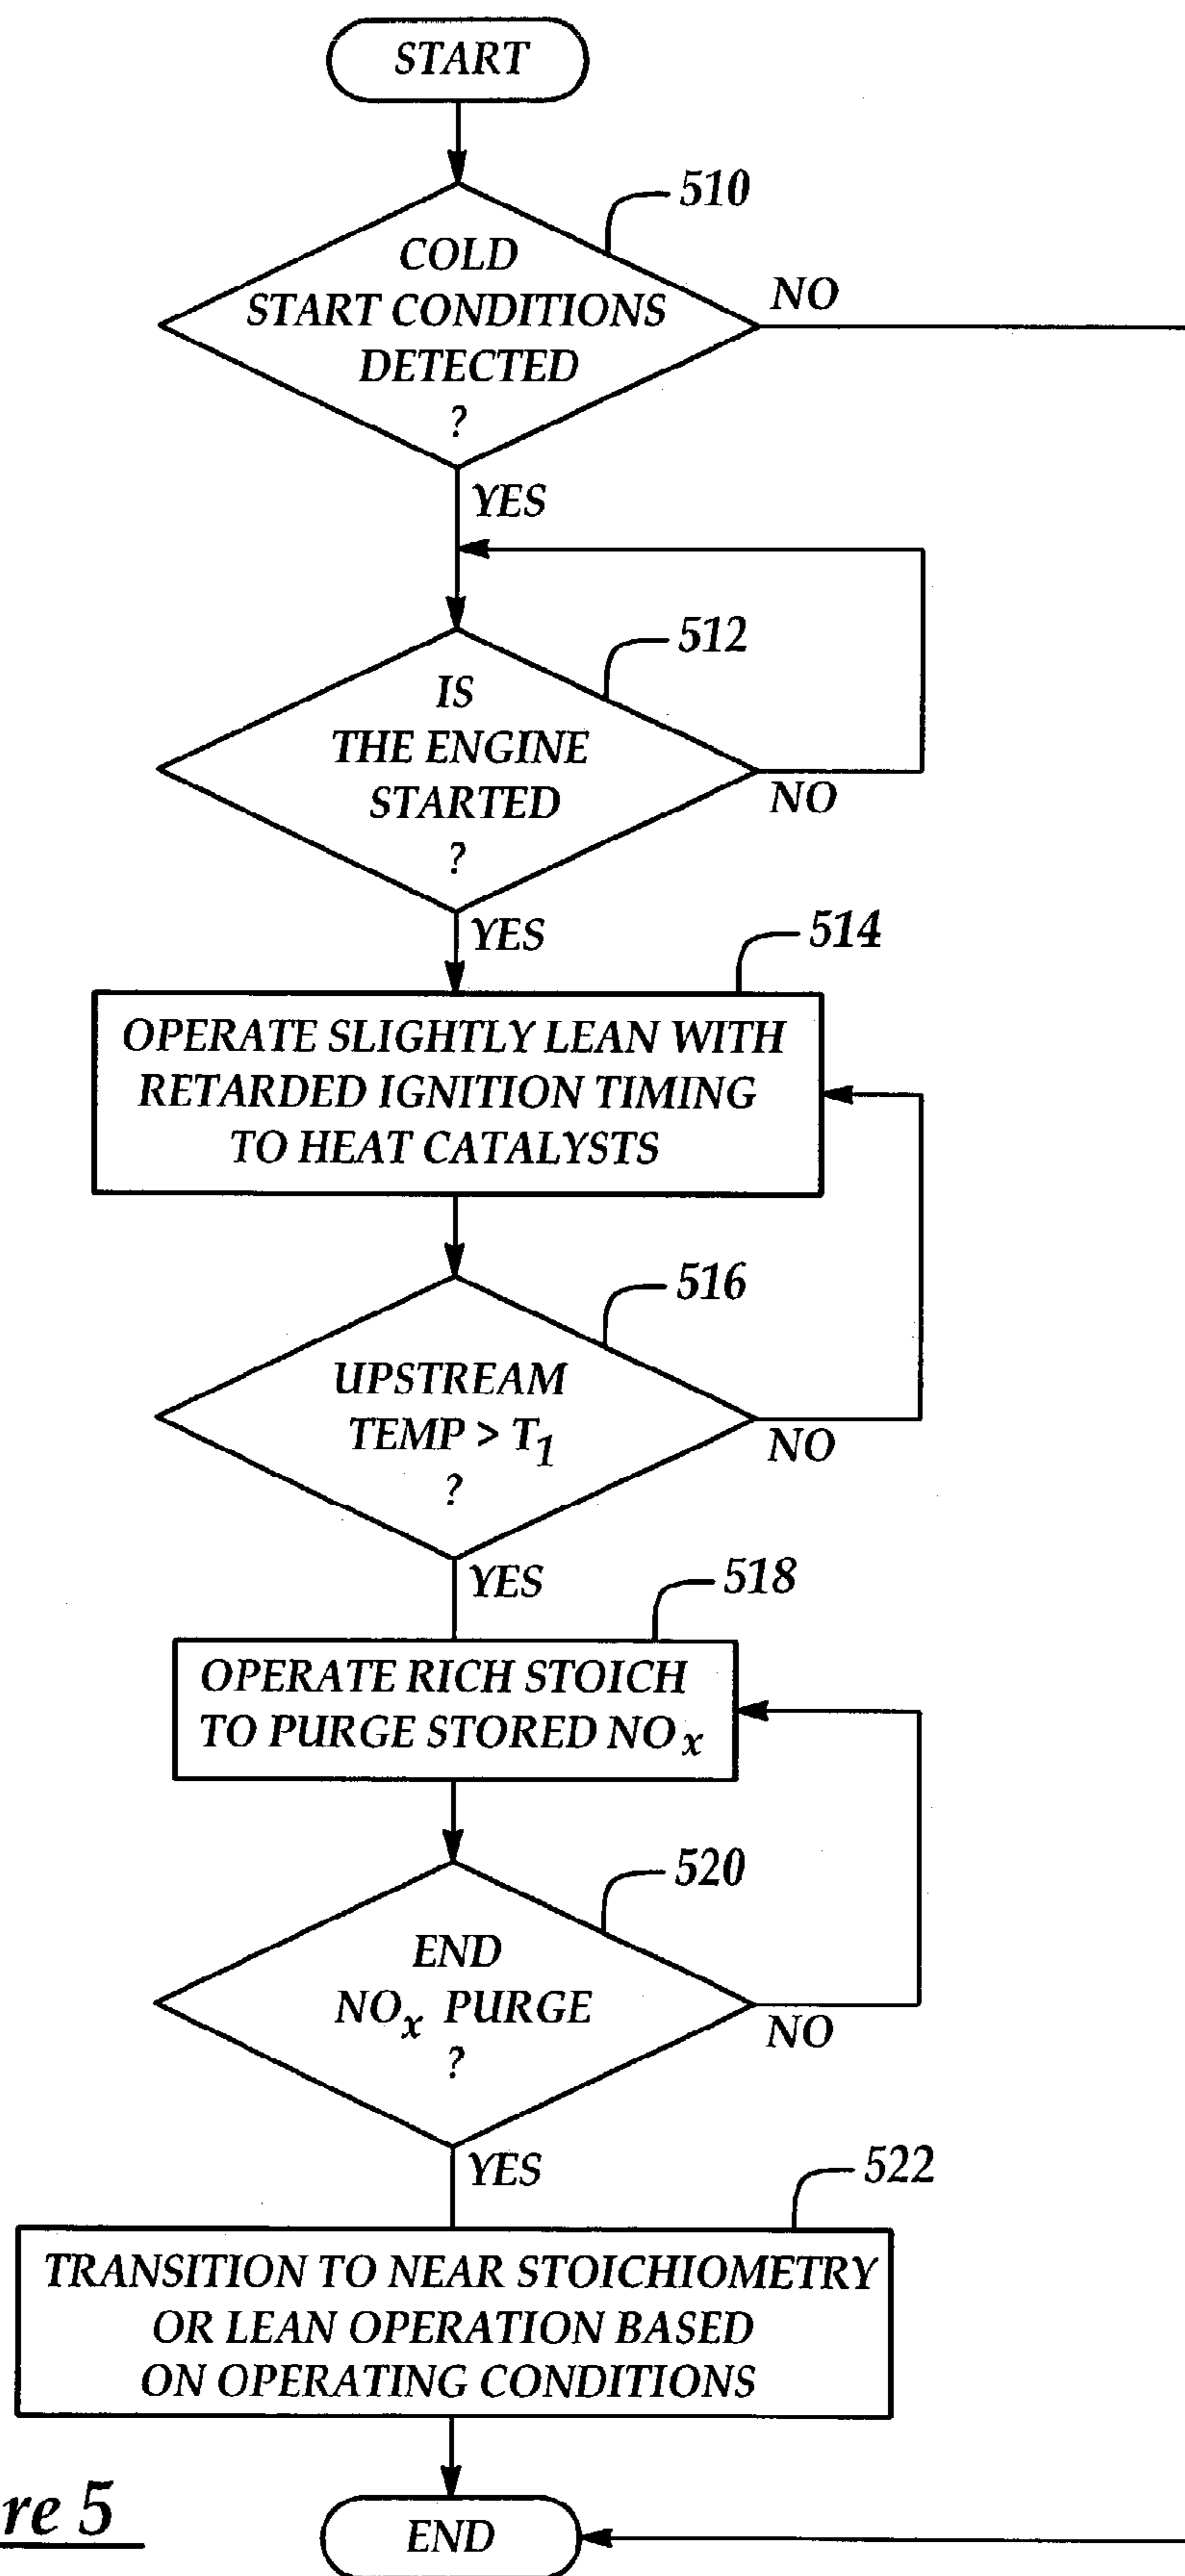 START
510
COLD
START CONDITIONS
DETECTED
?
NO
YES
512
IS
THE ENGINE
STARTED
?
NO
YES
514
OPERATE SLIGHTLY LEAN WITH
RETARDED IGNITION TIMING
TO HEAT CATALYSTS
516
UPSTREAM
TEMP > T1
?
NO
YES
518
OPERATE RICH STOICH
TO PURGE STORED NOx
520
END
NOx PURGE
?
NO
YES
522
TRANSITION TO NEAR STOICHIOMETRY
OR LEAN OPERATION BASED
ON OPERATING CONDITIONS
re 5
END